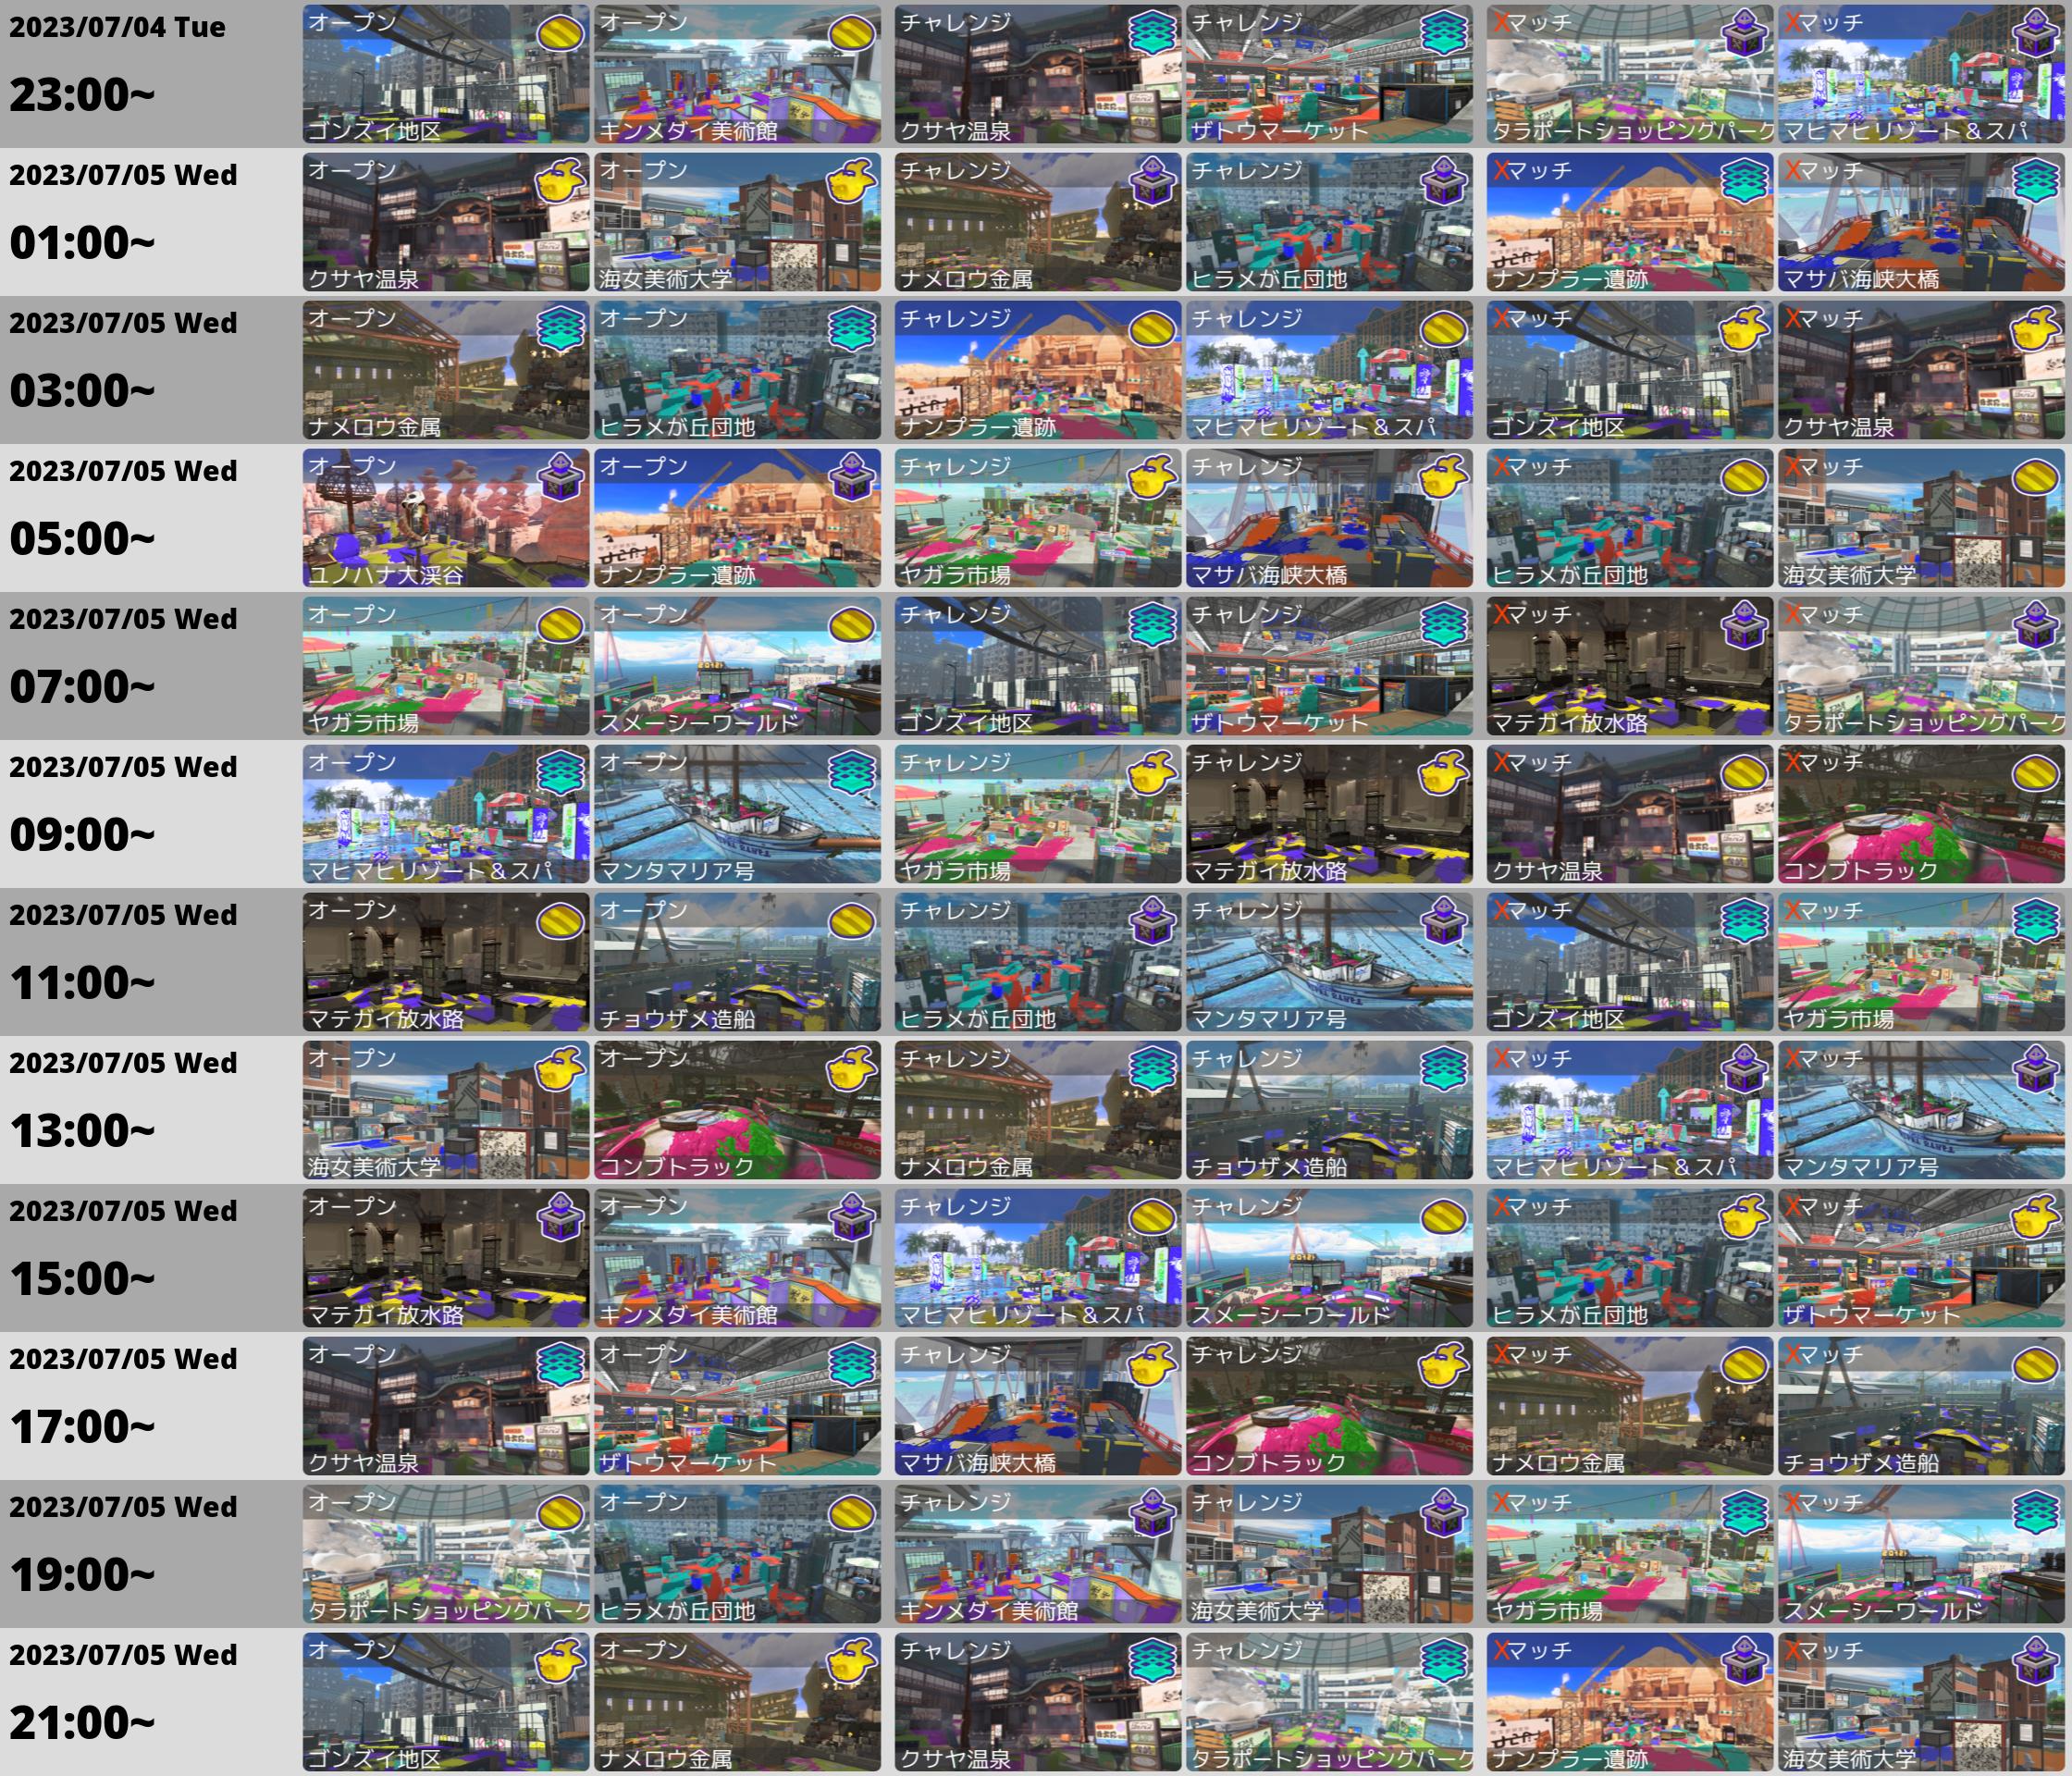 2023/07/04 Tue
23:00~
オープン オープン チャレンジ チャレンジ Xマッチ Xマッチ
ゴンズイ地区 キンメダイ美術館 クサヤ温泉 ザトウマーケット タラポートショッピングパーク マヒマヒリゾート＆スパ
2023/07/05 Wed
01:00~
オープン オープン チャレンジ チャレンジ Xマッチ Xマッチ
クサヤ温泉 海女美術大学 ナメロウ金属 ヒラメが丘団地 ナンプラー遺跡 マサバ海峡大橋
2023/07/05 Wed
03:00~
オープン オープン チャレンジ チャレンジ Xマッチ Xマッチ
ナメロウ金属 ヒラメが丘団地 ナンプラー遺跡 マヒマヒリゾート＆スパ ゴンズイ地区 クサヤ温泉
2023/07/05 Wed
05:00~
オープン オープン チャレンジ チャレンジ Xマッチ Xマッチ
ユノハナ大渓谷 ナンプラー遺跡 ヤガラ市場 マサバ海峡大橋 ヒラメが丘団地 海女美術大学
2023/07/05 Wed
07:00~
オープン オープン チャレンジ チャレンジ Xマッチ Xマッチ
ヤガラ市場 スメーシーワールド ゴンズイ地区 ザトウマーケット マテガイ放水路 タラポートショッピングパーク
2023/07/05 Wed
09:00~
オープン オープン チャレンジ チャレンジ Xマッチ Xマッチ
マヒマヒリゾート＆スパ マンタマリア号 ヤガラ市場 マテガイ放水路 クサヤ温泉 コンブトラック
2023/07/05 Wed
11:00~
オープン オープン チャレンジ チャレンジ Xマッチ Xマッチ
マテガイ放水路 チョウザメ造船 ヒラメが丘団地 マンタマリア号 ゴンズイ地区 ヤガラ市場
2023/07/05 Wed
13:00~
オープン オープン チャレンジ チャレンジ Xマッチ Xマッチ
海女美術大学 コンブトラック ナメロウ金属 チョウザメ造船 マヒマヒリゾート＆スパ マンタマリア号
2023/07/05 Wed
15:00~
オープン オープン チャレンジ チャレンジ Xマッチ Xマッチ
マテガイ放水路 キンメダイ美術館 マヒマヒリゾート＆スパ スメーシーワールド ヒラメが丘団地 ザトウマーケット
2023/07/05 Wed
17:00~
オープン オープン チャレンジ チャレンジ Xマッチ Xマッチ
クサヤ温泉 ザトウマーケット マサバ海峡大橋 コンブトラック ナメロウ金属 チョウザメ造船
2023/07/05 Wed
19:00~
オープン オープン チャレンジ チャレンジ Xマッチ Xマッチ
タラポートショッピングパーク ヒラメが丘団地 キンメダイ美術館 海女美術大学 ヤガラ市場 スメーシーワールド
2023/07/05 Wed
21:00~
オープン オープン チャレンジ チャレンジ Xマッチ Xマッチ
ゴンズイ地区 ナメロウ金属 クサヤ温泉 タラポートショッピングパーク ナンプラー遺跡 海女美術大学